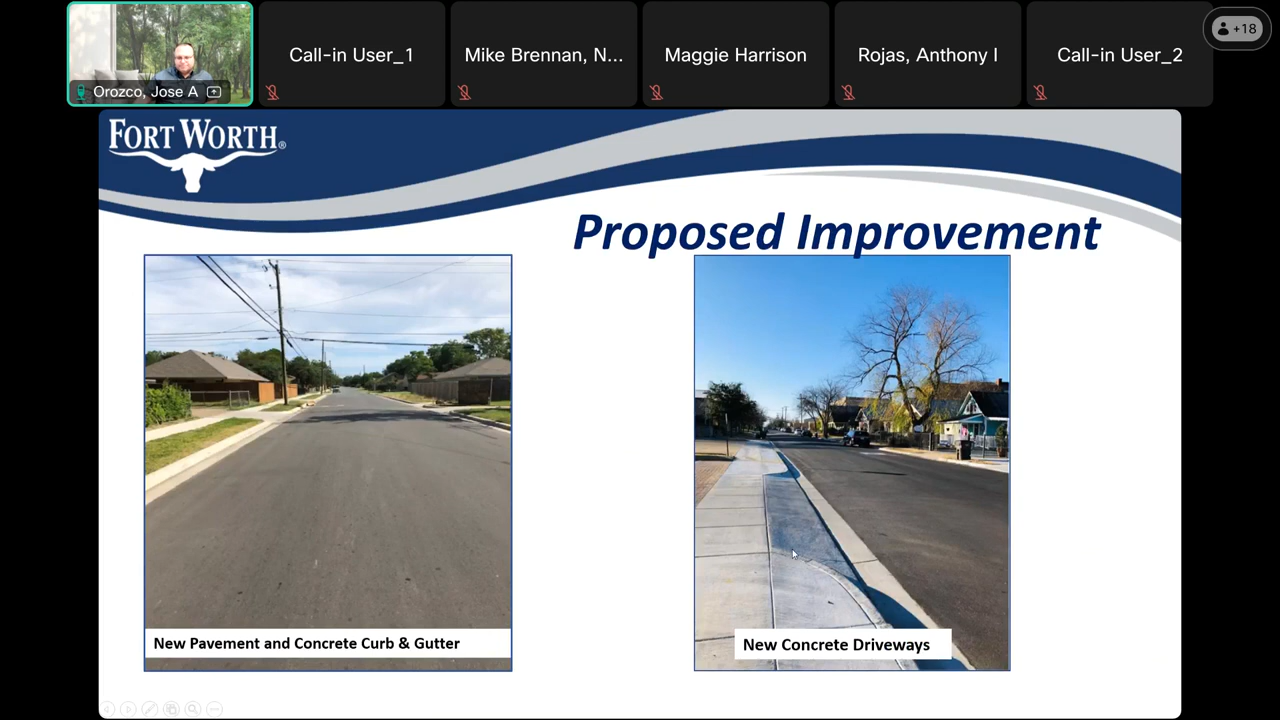 Orozco, Jose A
Call-in User_1
Mike Brennan, N...
Maggie Harrison
Rojas, Anthony I
Call-in User_2
+18
FORT WORTH®
Proposed Improvement
New Pavement and Concrete Curb & Gutter
New Concrete Driveways